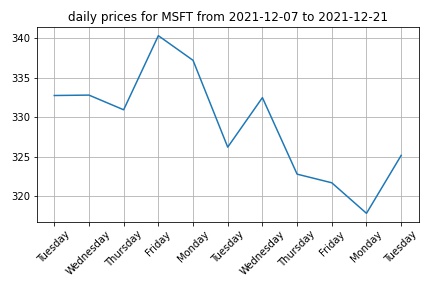 daily prices for MSFT from 2021-12-07 to 2021-12-21
340
335
330
325
320
Tuesday
Wednesday
Thursday
Friday
Monday
Tuesday
Wednesday
Thursday
Friday
Monday
Tuesday